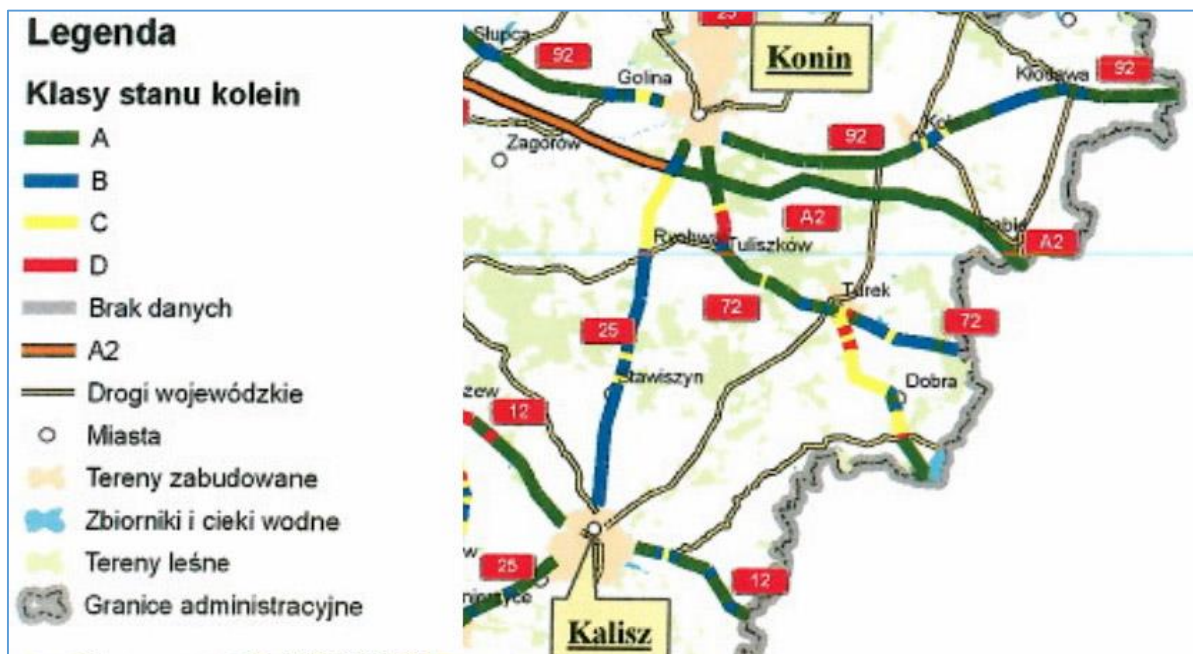 Legenda
Klasy stanu kolein
A
B
C
D
Brak danych
A2
Drogi wojewódzkie
Miasta
Tereny zabudowane
Zbiorniki i cieki wodne
Tereny leśne
Granice administracyjne
25
Słupca
92
Golina
Konin
Kłodawa
92
Zagórów
92
A2
A2
Tuliszków
72
Turek
72
25
Stawiszyn
Dobra
12
25
12
Kalisz